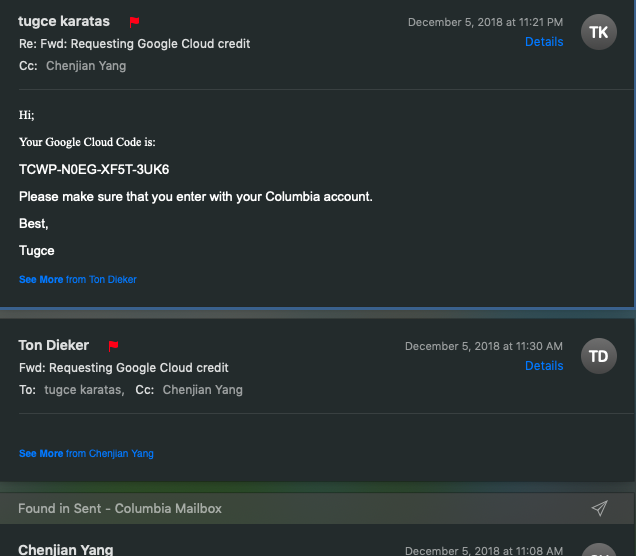 tugce karatas
December 5, 2018 at 11:21 PM
TK
Re: Fwd: Requesting Google Cloud credit
Details
Cc: Chenjian Yang
Hi;
Your Google Cloud Code is:
TCWP-N0EG-XF5T-3UK6
Please make sure that you enter with your Columbia account.
Best,
Tugce
See More from Ton Dieker
Ton Dieker
December 5, 2018 at 11:30 AM
TD
Fwd: Requesting Google Cloud credit
Details
To: tugce karatas, Cc: Chenjian Yang
See More from Chenjian Yang
Found in Sent - Columbia Mailbox
Chenjian Yang
December 5, 2018 at 11:08 AM